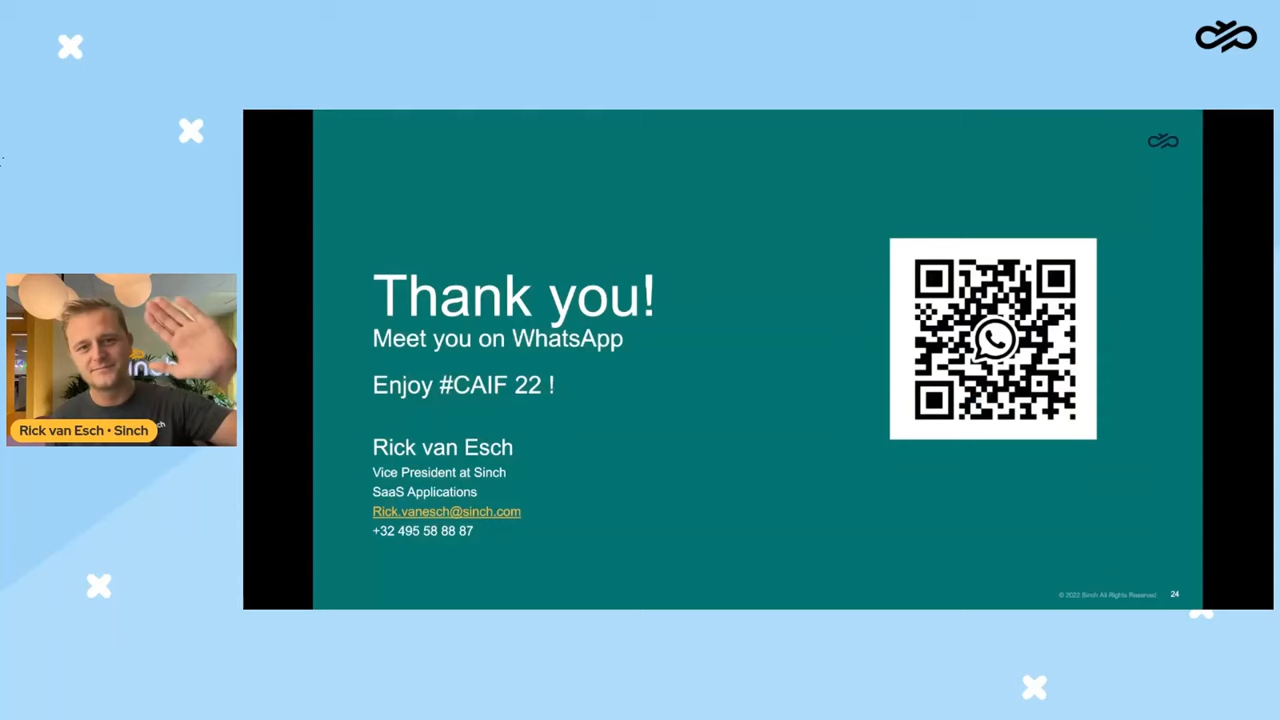 Thank you!
Meet you on WhatsApp
Enjoy #CAIF 22 !
Rick van Esch
Vice President at Sinch
SaaS Applications
Rick.vanesch@sinch.com
+32 495 58 88 87
© 2022 Sinch All Rights Reserved
24
inch
Rick van Esch • Sinch